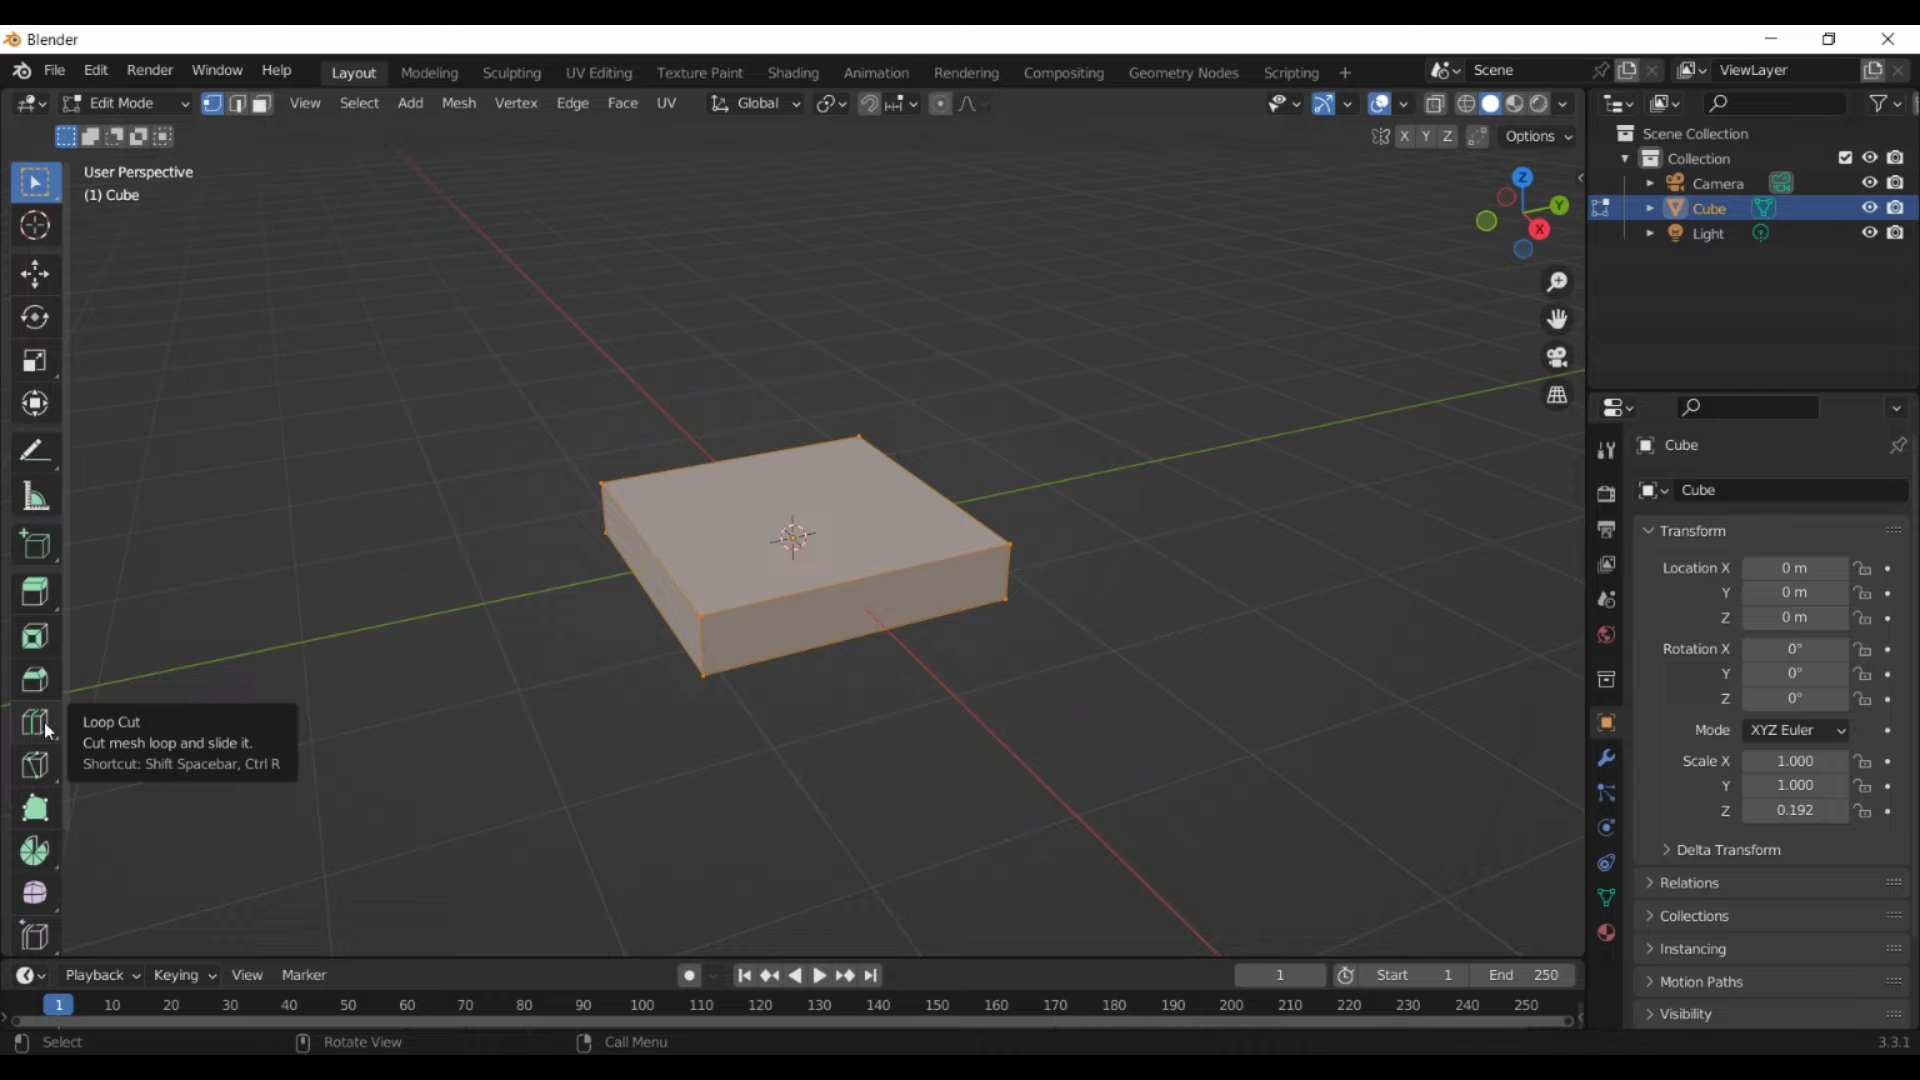 Blender
File Edit Render Window Help Layout Modeling Sculpting UV Editing Texture Paint Shading Animation Rendering Compositing Geometry Nodes Scripting + Scene ViewLayer
Edit Mode View Select Add Mesh Vertex Edge Face UV Global
X Y Z Options
User Perspective
(1) Cube
Z
Y
X
Loop Cut
Cut mesh loop and slide it.
Shortcut: Shift Spacebar, Ctrl R
Scene Collection
Collection
Camera
Cube
Light
Cube
Cube
Transform
Location X 0 m
Y 0 m
Z 0 m
Rotation X 0°
Y 0°
Z 0°
Mode XYZ Euler
Scale X 1.000
Y 1.000
Z 0.192
Delta Transform
Relations
Collections
Instancing
Motion Paths
Visibility
Playback Keying View Marker 1 Start 1 End 250
1 10 20 30 40 50 60 70 80 90 100 110 120 130 140 150 160 170 180 190 200 210 220 230 240 250
Select Rotate View Call Menu 3.3.1